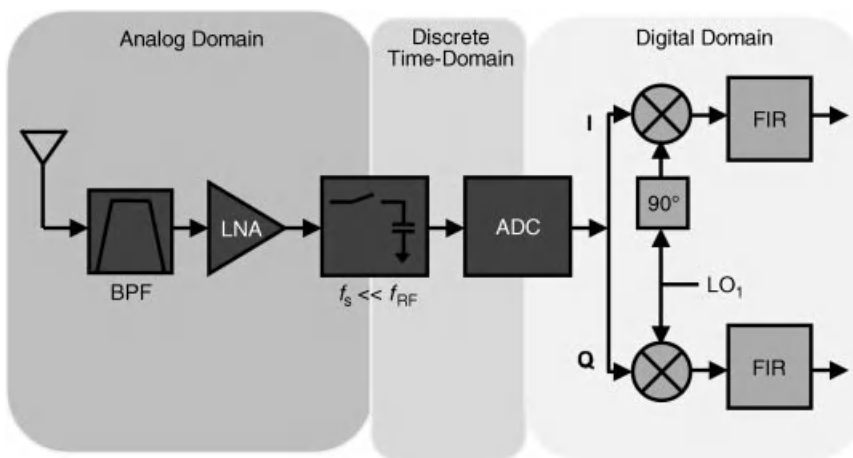 Analog Domain
Discrete
Time-Domain
Digital Domain
I
FIR
90°
LNA
ADC
BPF
fs << fRF
LO1
Q
FIR